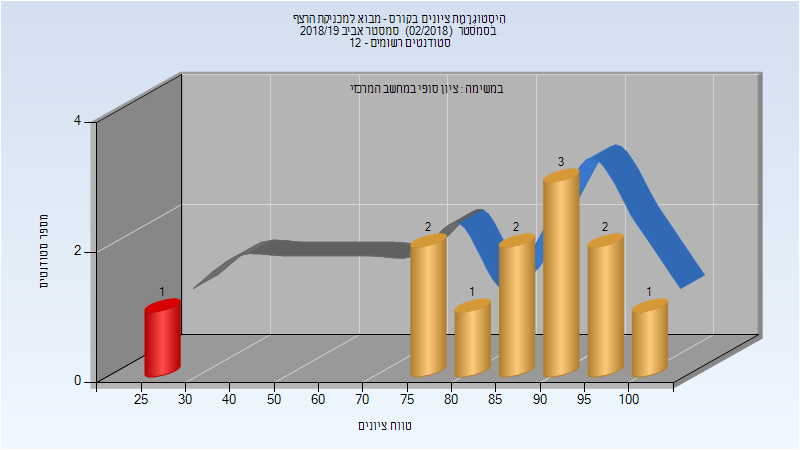 היסטוגרמת ציונים בקורס - מבוא למכניקת הרצף
בסמסטר (02/2018) סמסטר אביב 2018/19
סטודנטים רשומים - 12
במשימה : ציון סופי במחשב המרכזי
4
2
0
מספר סטודנטים
1
2
1
2
3
2
1
25 30 40 50 60 70 75 80 85 90 95 100
טווח ציונים